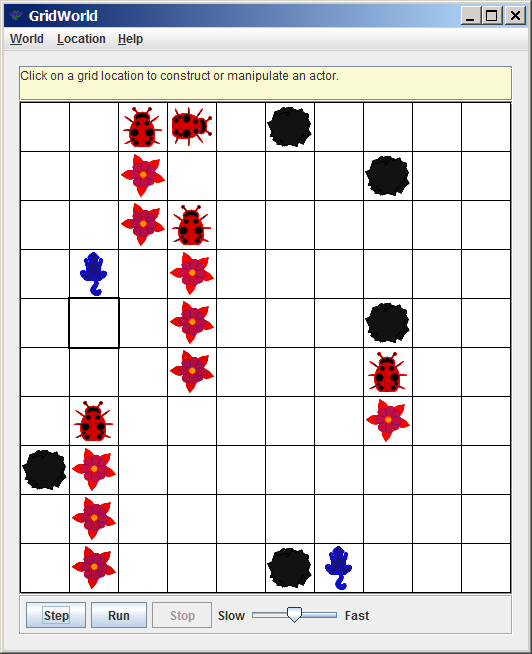 GridWorld
World Location Help
Click on a grid location to construct or manipulate an actor.
Step Run Stop Slow Fast